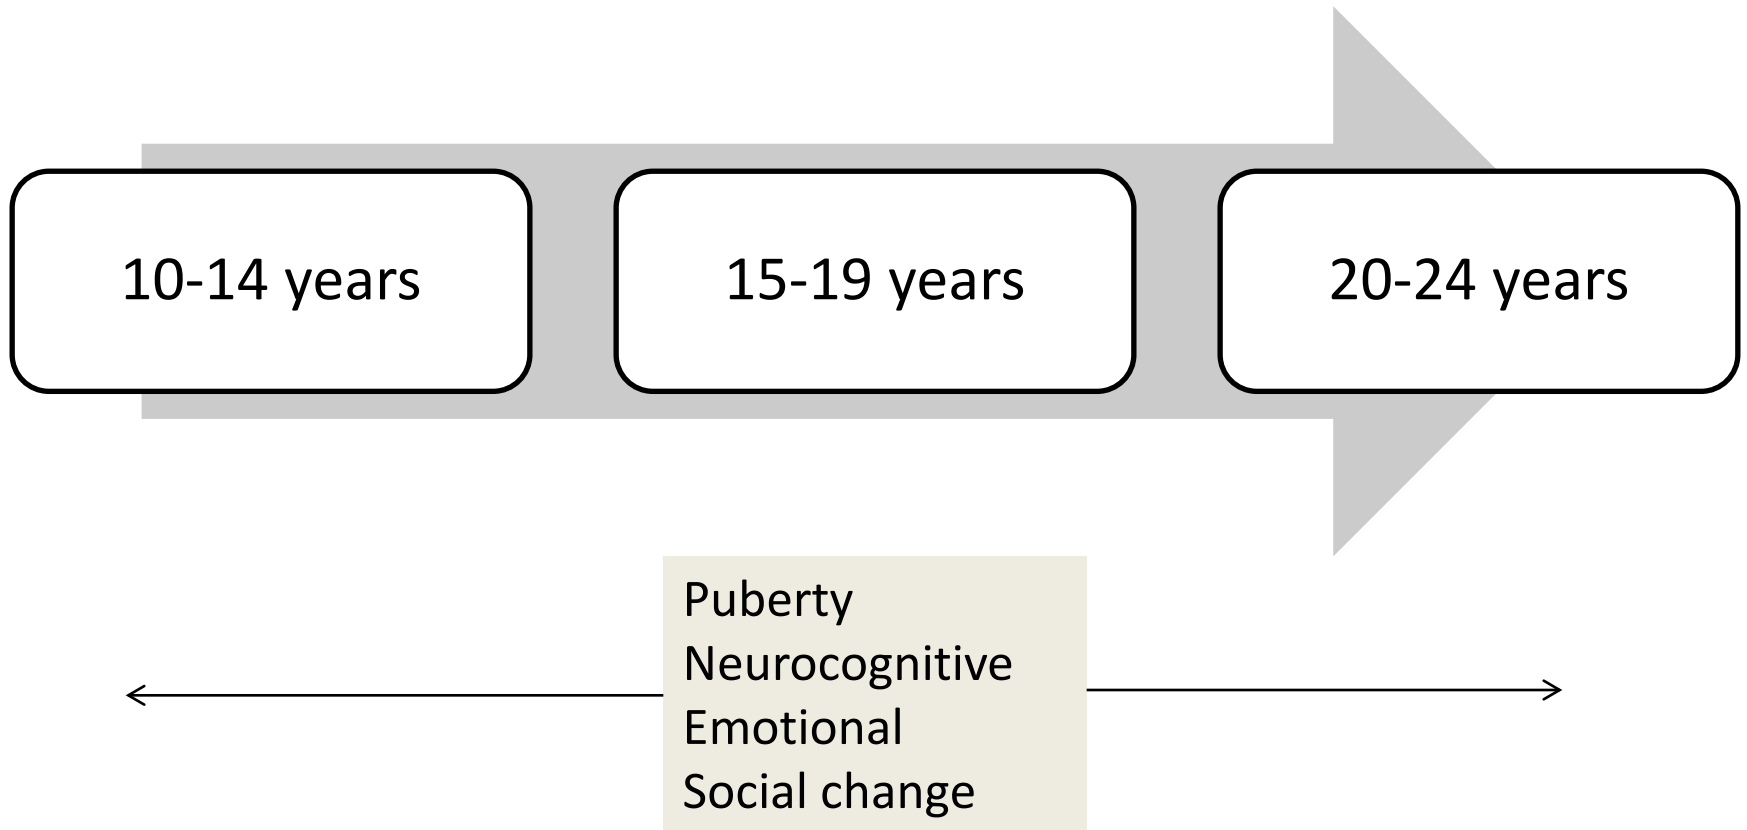 10-14 years
15-19 years
20-24 years
Puberty
Neurocognitive
Emotional
Social change